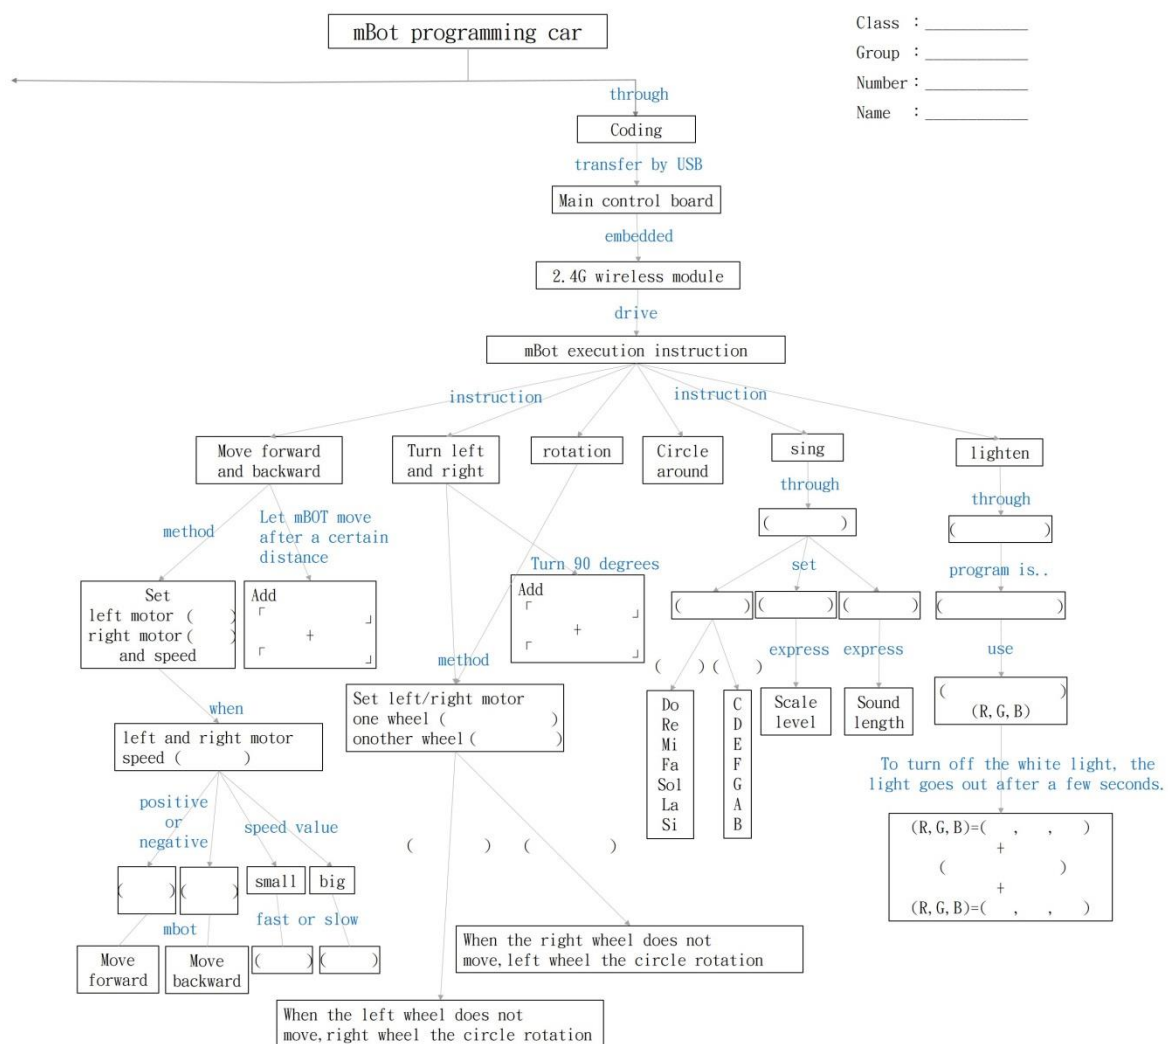 mBot programming car
Class :____________
Group :____________
Number:____________
Name :____________
through
Coding
transfer by USB
Main control board
embedded
2.4G wireless module
drive
mBot execution instruction
instruction
instruction
Move forward
and backward
Turn left
and right
rotation
Circle
around
sing
lighten
through
through
( )
( )
method
Let mBOT move
after a certain
distance
Turn 90 degrees
set
program is..
Set
left motor ( )
right motor( )
and speed
Add
「 」
+
「 」
Add
「 」
+
「 」
( )
( )
( )
( )
method
( )
( )
express
express
use
Set left/right motor
one wheel ( )
onother wheel( )
Do
Re
Mi
Fa
Sol
La
Si
C
D
E
F
G
A
B
Scale
level
Sound
length
( )
(R,G,B)
when
left and right motor
speed ( )
To turn off the white light, the
light goes out after a few seconds.
positive
or
negative
speed value
( )
( )
(R,G,B)=( , , )
+
( )
+
(R,G,B)=( , , )
( )
( )
small
big
mbot
fast or slow
Move
forward
Move
backward
( )
( )
When the right wheel does not
move,left wheel the circle rotation
When the left wheel does not
move,right wheel the circle rotation